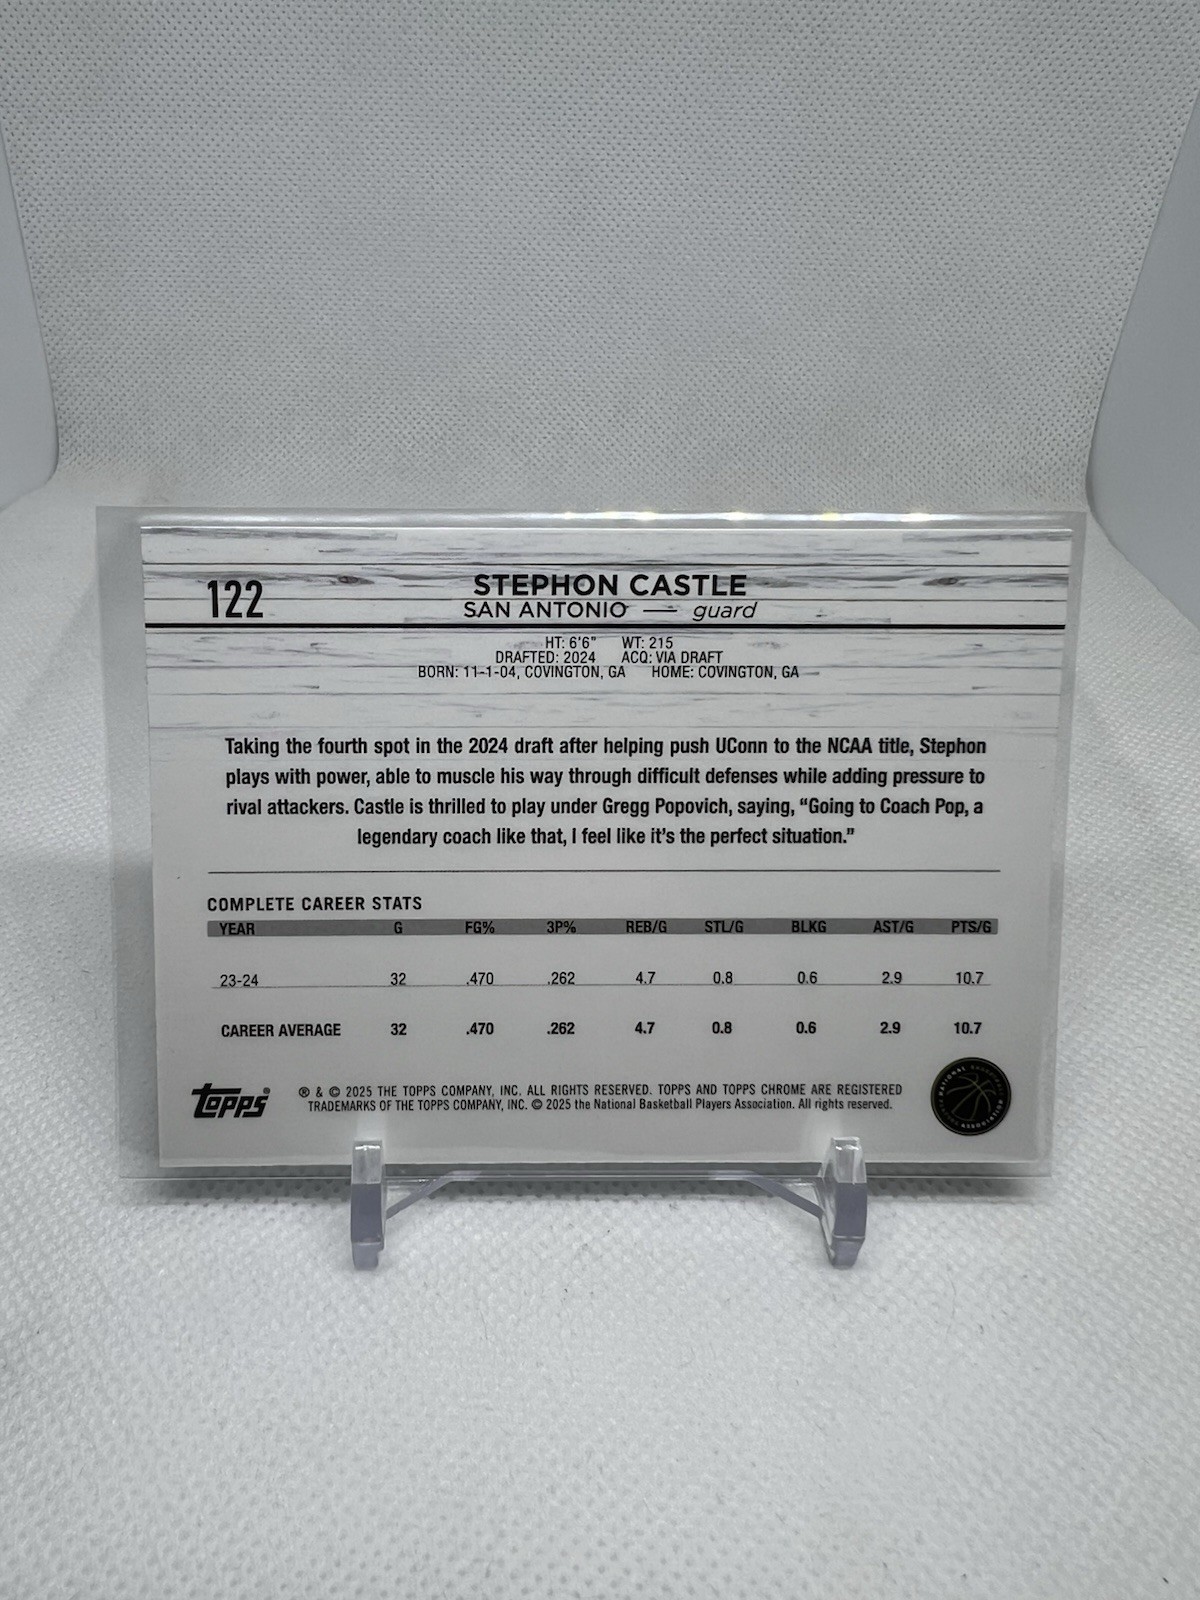 122
STEPHON CASTLE
SAN ANTONIO — guard
HT: 6'6" WT: 215
DRAFTED: 2024 ACQ: VIA DRAFT
BORN: 11-1-04, COVINGTON, GA HOME: COVINGTON, GA
Taking the fourth spot in the 2024 draft after helping push UConn to the NCAA title, Stephon
plays with power, able to muscle his way through difficult defenses while adding pressure to
rival attackers. Castle is thrilled to play under Gregg Popovich, saying, “Going to Coach Pop, a
legendary coach like that, I feel like it’s the perfect situation.”
COMPLETE CAREER STATS
YEAR G FG% 3P% REB/G STL/G BLKG AST/G PTS/G
23-24 32 .470 .262 4.7 0.8 0.6 2.9 10.7
CAREER AVERAGE 32 .470 .262 4.7 0.8 0.6 2.9 10.7
topps®
® & © 2025 THE TOPPS COMPANY, INC. ALL RIGHTS RESERVED. TOPPS AND TOPPS CHROME ARE REGISTERED
TRADEMARKS OF THE TOPPS COMPANY, INC. © 2025 the National Basketball Players Association. All rights reserved.
NATIONAL BASKETBALL PLAYERS ASSOCIATION